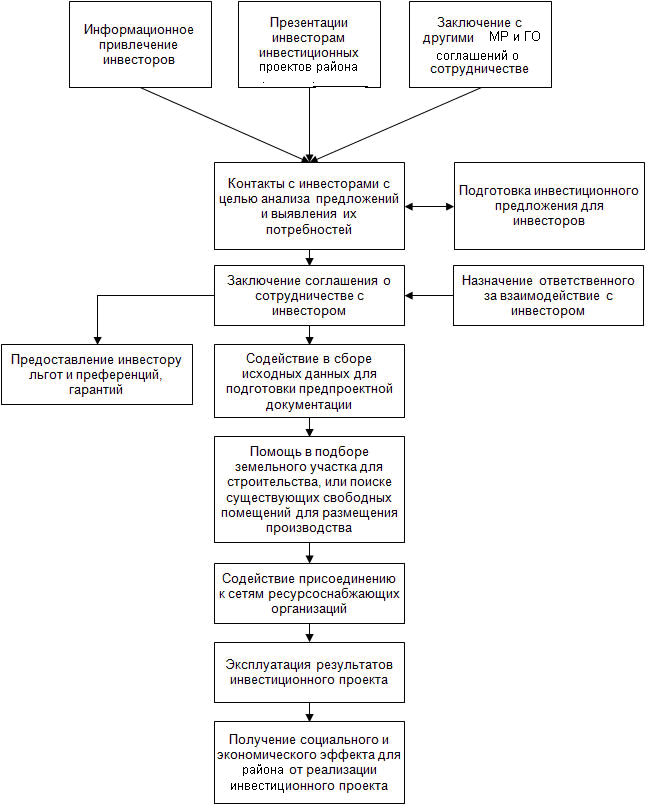 Информационное
привлечение
инвесторов
Презентации
инвесторам
инвестиционных
проектов района
Заключение с
другими МР и ГО
соглашений о
сотрудничестве
Контакты с инвесторами с
целью анализа предложений
и выявления их
потребностей
Подготовка инвестиционного
предложения для
инвесторов
Заключение соглашения о
сотрудничестве с
инвестором
Назначение ответственного
за взаимодействие с
инвестором
Предоставление инвестору
льгот и преференций,
гарантий
Содействие в сборе
исходных данных для
подготовки предпроектной
документации
Помощь в подборе
земельного участка для
строительства, или поиске
существующих свободных
помещений для размещения
производства
Содействие присоединению
к сетям ресурсоснабжающих
организаций
Эксплуатация результатов
инвестиционного проекта
Получение социального и
экономического эффекта для
района от реализации
инвестиционного проекта